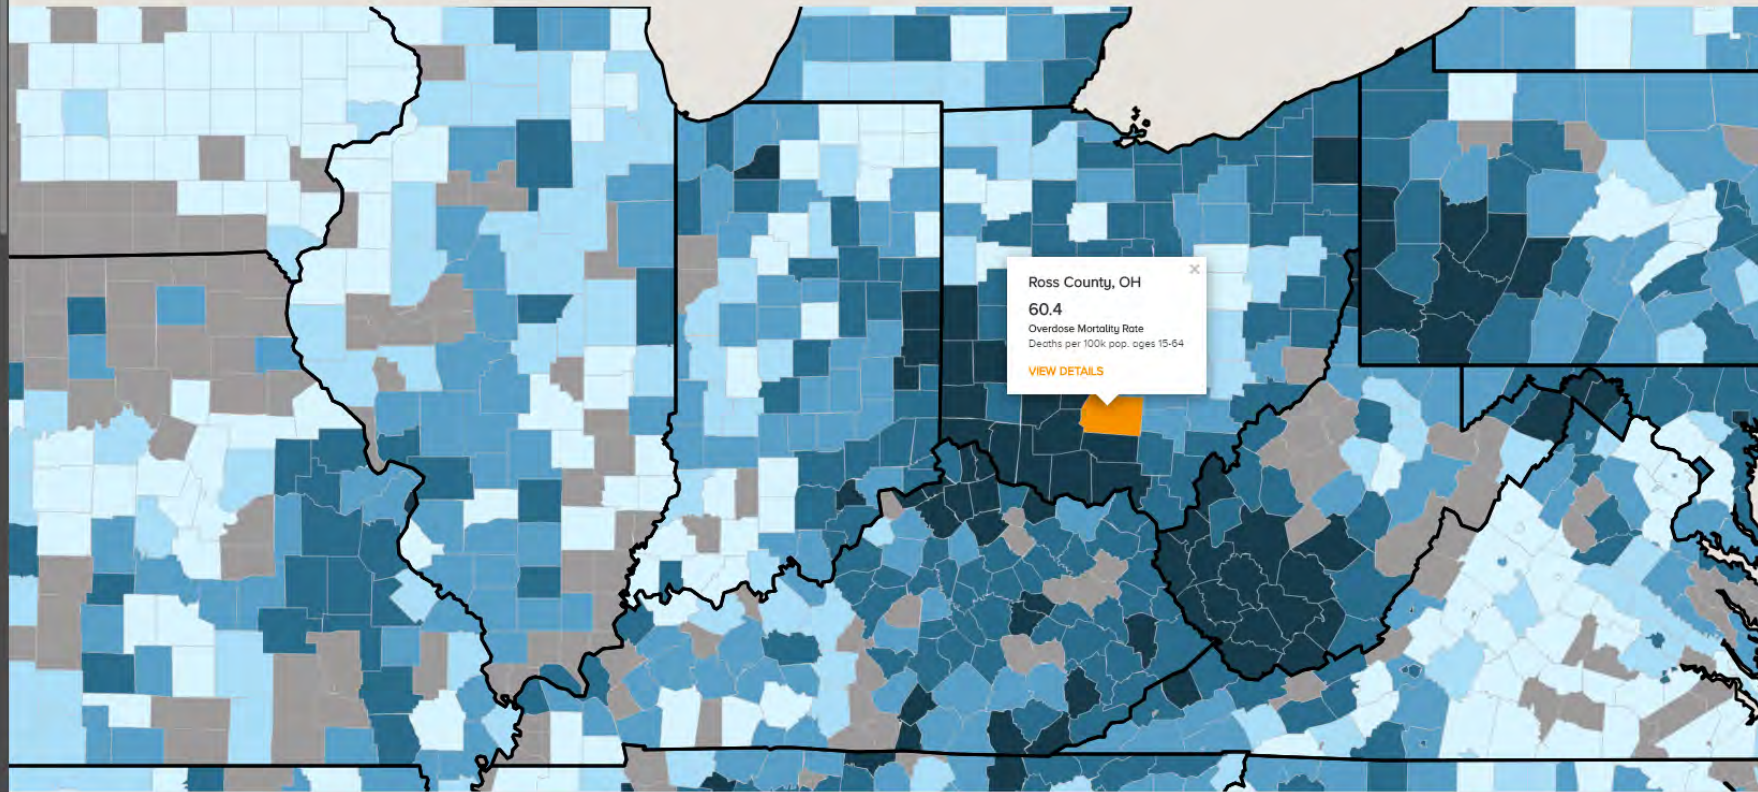 Ross County, OH
60.4
Overdose Mortality Rate
Deaths per 100k pop. ages 15-64
VIEW DETAILS